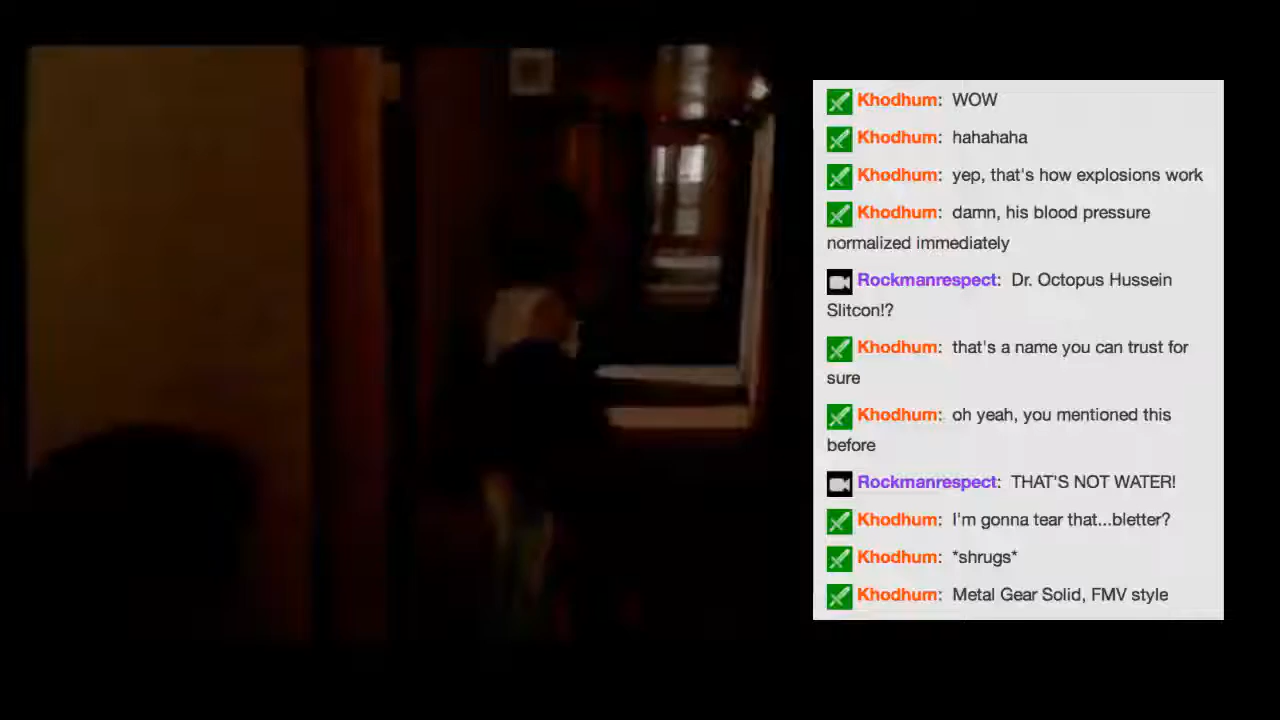 Khodhum: WOW
Khodhum: hahahaha
Khodhum: yep, that's how explosions work
Khodhum: damn, his blood pressure
normalized immediately
Rockmanrespect: Dr. Octopus Hussein
Slitcon!?
Khodhum: that's a name you can trust for
sure
Khodhum: oh yeah, you mentioned this
before
Rockmanrespect: THAT'S NOT WATER!
Khodhum: I'm gonna tear that...bletter?
Khodhum: *shrugs*
Khodhum: Metal Gear Solid, FMV style